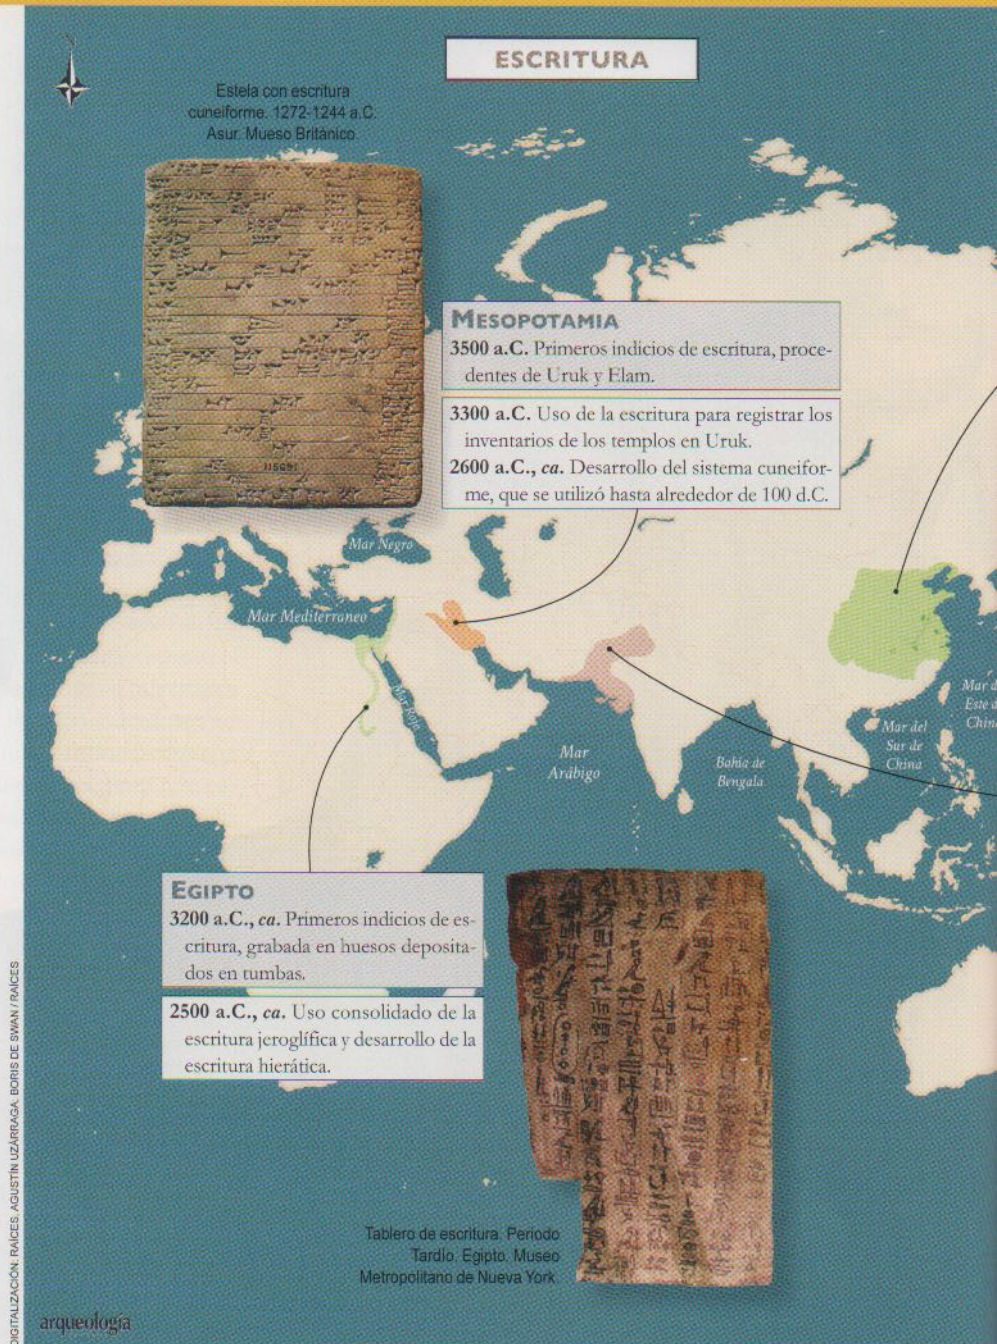 ESCRITURA
Estela con escritura
cuneiforme. 1272-1244 a.C.
Asur. Mueso Británico.
115691
MESOPOTAMIA
3500 a.C. Primeros indicios de escritura, proce-
dentes de Uruk y Elam.
3300 a.C. Uso de la escritura para registrar los
inventarios de los templos en Uruk.
2600 a.C., ca. Desarrollo del sistema cuneifor-
me, que se utilizó hasta alrededor de 100 d.C.
Mar Negro
Mar Mediterraneo
Mar Rojo
Mar
Arábigo
Bahía de
Bengala
Mar del
Sur de
China
Mar d
Este d
China
EGIPTO
3200 a.C., ca. Primeros indicios de es-
critura, grabada en huesos deposita-
dos en tumbas.
2500 a.C., ca. Uso consolidado de la
escritura jeroglífica y desarrollo de la
escritura hierática.
Tablero de escritura. Periodo
Tardío. Egipto. Museo
Metropolitano de Nueva York.
DIGITALIZACIÓN: RAÍCES. AGUSTÍN UZÁRRAGA, BORIS DE SWAN / RAÍCES
arqueología